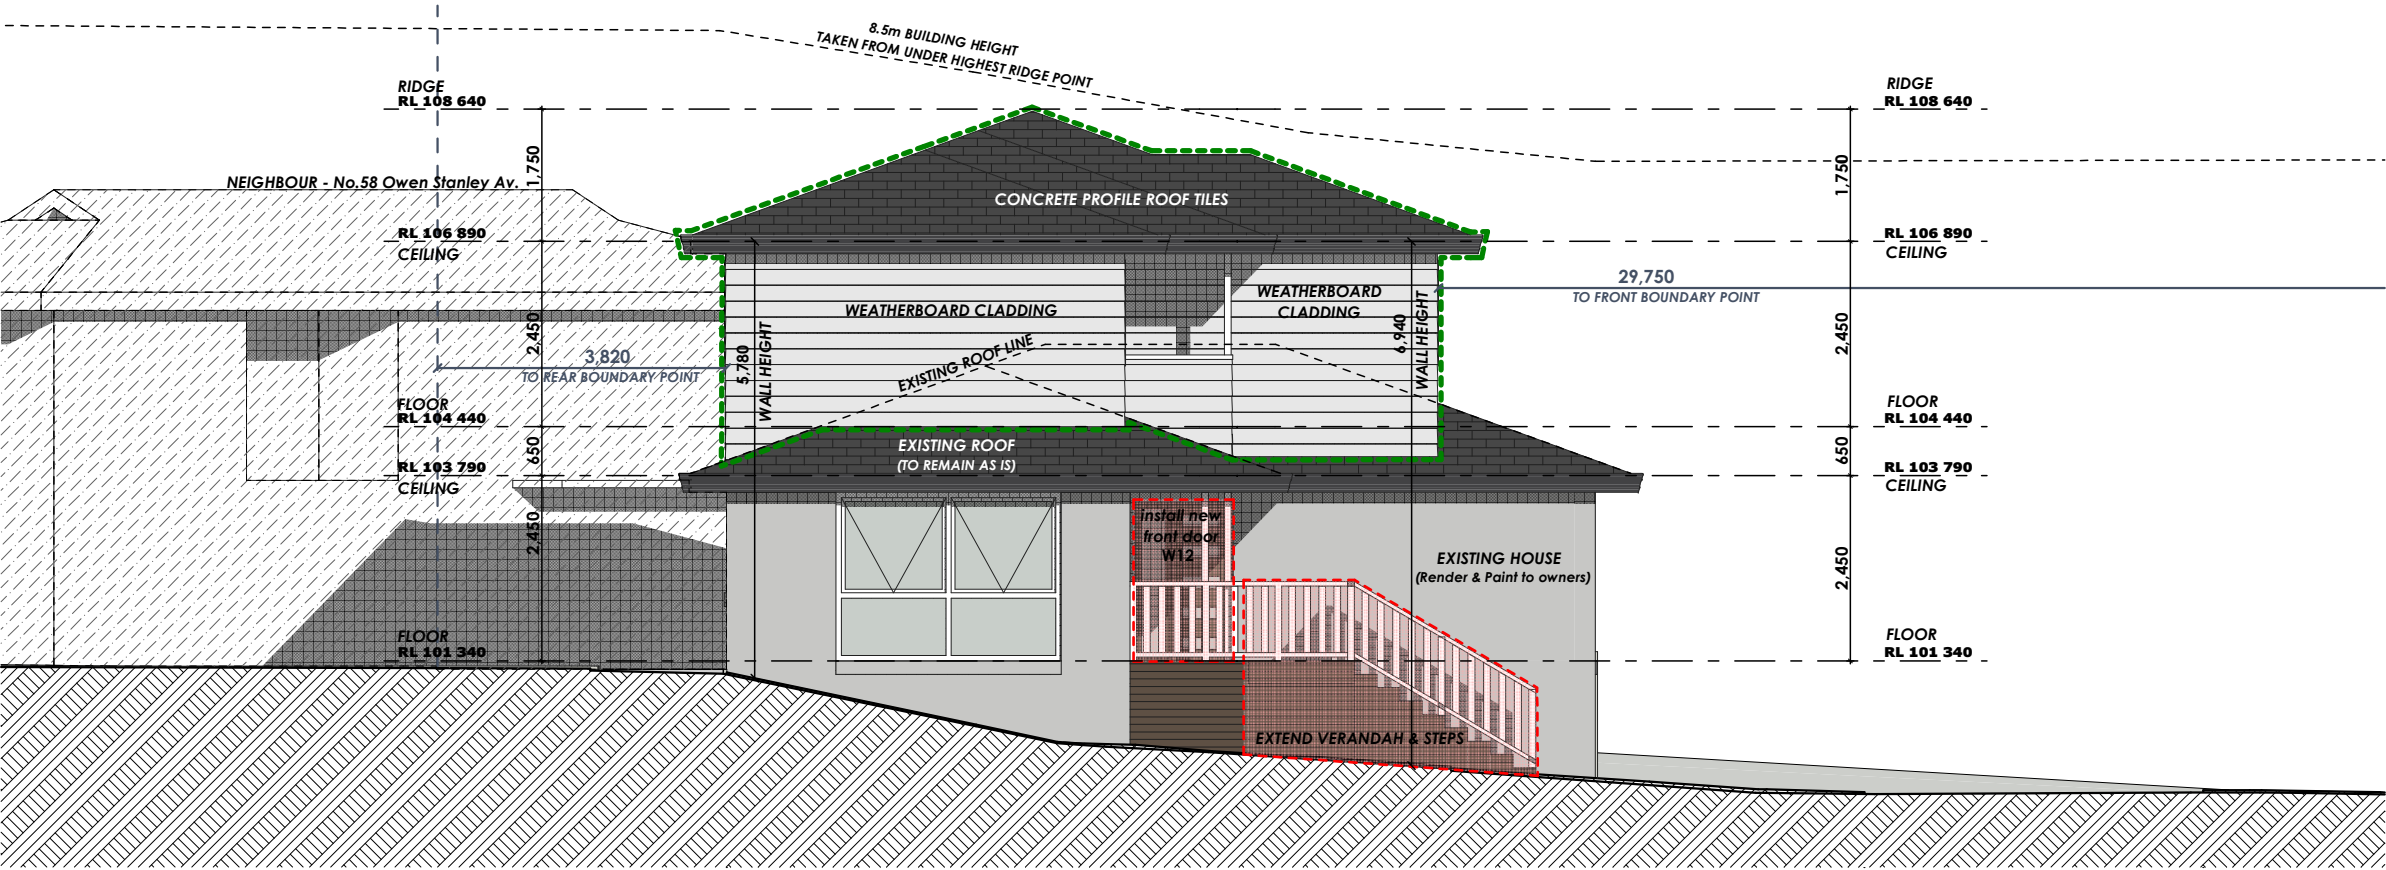 8.5m BUILDING HEIGHT
TAKEN FROM UNDER HIGHEST RIDGE POINT
RIDGE
RL 108 640
RIDGE
RL 108 640
1,750
1,750
NEIGHBOUR - No.58 Owen Stanley Av.
CONCRETE PROFILE ROOF TILES
RL 106 890
CEILING
RL 106 890
CEILING
29,750
TO FRONT BOUNDARY POINT
WEATHERBOARD CLADDING
WEATHERBOARD
CLADDING
2,450
2,450
3,820
TO REAR BOUNDARY POINT
5,780
WALL HEIGHT
EXISTING ROOF LINE
6,940
WALL HEIGHT
FLOOR
RL 104 440
FLOOR
RL 104 440
650
650
EXISTING ROOF
(TO REMAIN AS IS)
RL 103 790
CEILING
RL 103 790
CEILING
2,450
2,450
install new
front door
W12
EXISTING HOUSE
(Render & Paint to owners)
FLOOR
RL 101 340
FLOOR
RL 101 340
EXTEND VERANDAH & STEPS